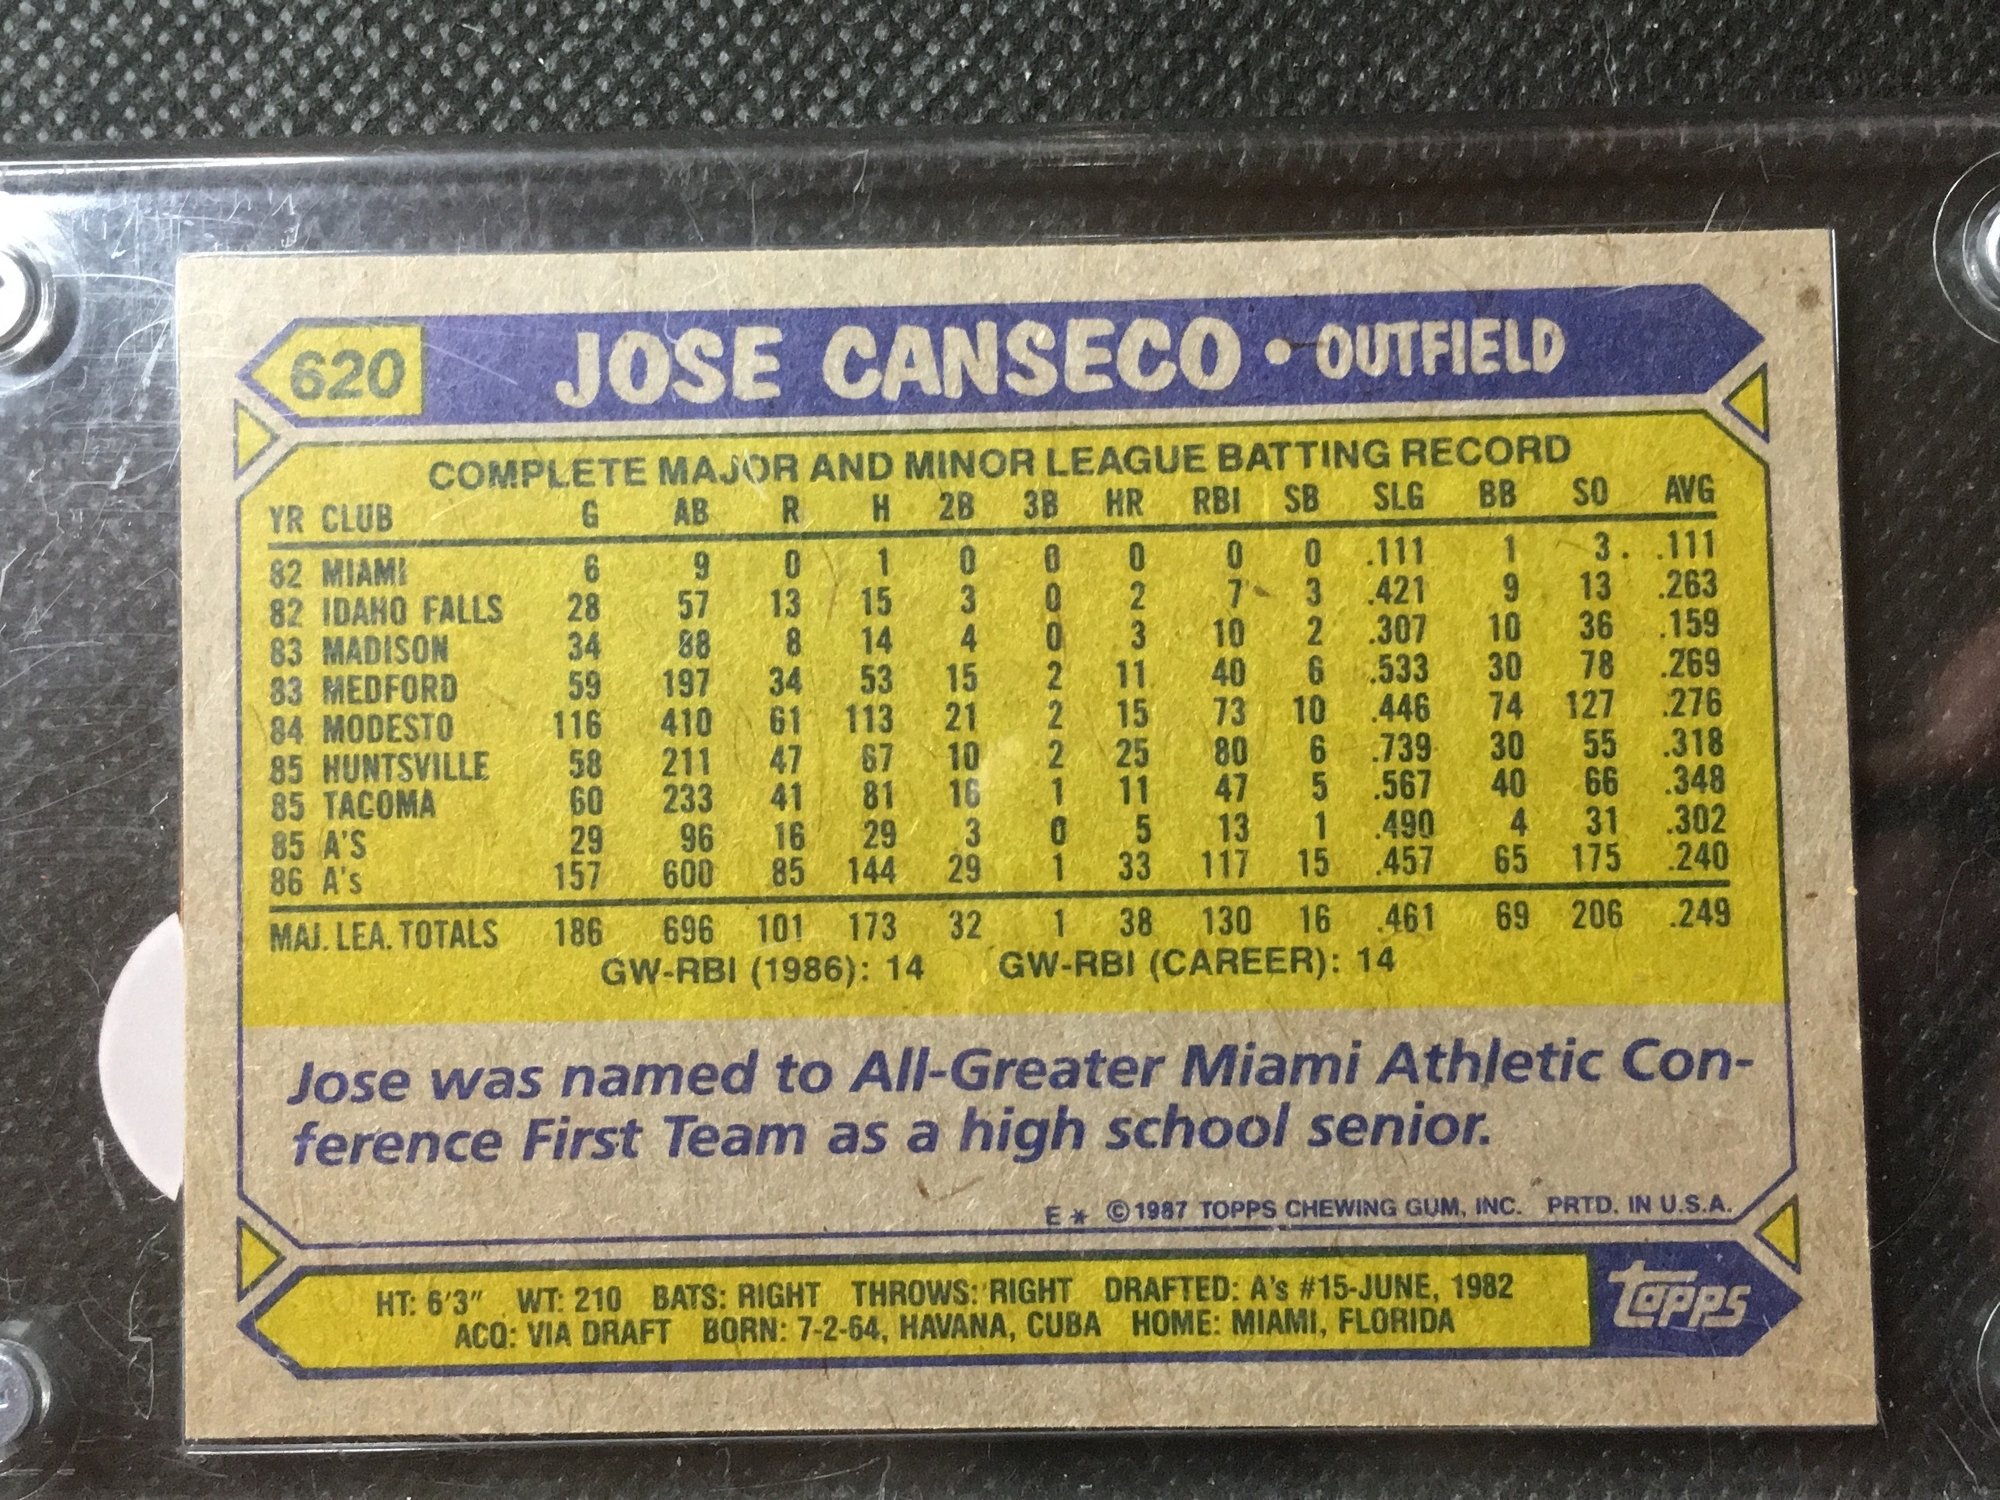 620 JOSE CANSECO • OUTFIELD
COMPLETE MAJOR AND MINOR LEAGUE BATTING RECORD
YR CLUB G AB R H 2B 3B HR RBI SB SLG BB SO AVG
82 MIAMI 6 9 0 1 0 0 0 0 0 .111 1 3 .111
82 IDAHO FALLS 28 57 13 15 3 0 2 7 3 .421 9 13 .263
83 MADISON 34 88 8 14 4 0 3 10 2 .307 10 36 .159
83 MEDFORD 59 197 34 53 15 2 11 40 6 .533 30 78 .269
84 MODESTO 116 410 61 113 21 2 15 73 10 .446 74 127 .276
85 HUNTSVILLE 58 211 47 67 10 2 25 80 6 .739 30 55 .318
85 TACOMA 60 233 41 81 16 1 11 47 5 .567 40 66 .348
85 A'S 29 96 16 29 3 0 5 13 1 .490 4 31 .302
86 A's 157 600 85 144 29 1 33 117 15 .457 65 175 .240
MAJ. LEA. TOTALS 186 696 101 173 32 1 38 130 16 .461 69 206 .249
GW-RBI (1986): 14 GW-RBI (CAREER): 14
Jose was named to All-Greater Miami Athletic Con-
ference First Team as a high school senior.
E* ©1987 TOPPS CHEWING GUM, INC. PRTD. IN U.S.A.
HT: 6'3" WT: 210 BATS: RIGHT THROWS: RIGHT DRAFTED: A's #15-JUNE, 1982
ACQ: VIA DRAFT BORN: 7-2-64, HAVANA, CUBA HOME: MIAMI, FLORIDA
topps